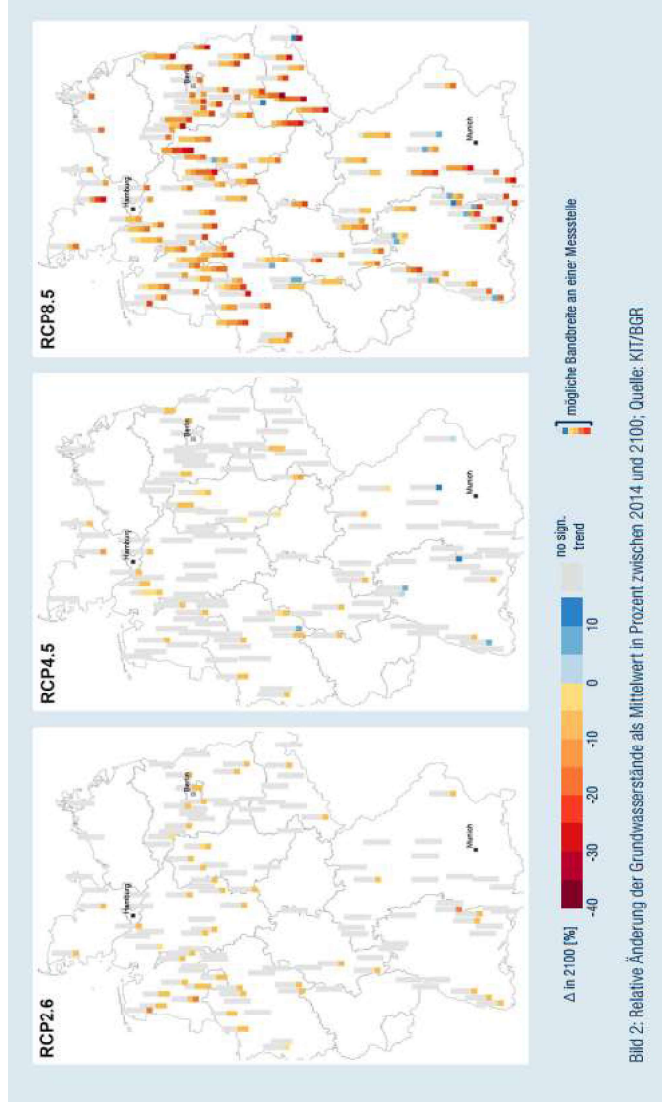 RCP2.6
RCP4.5
RCP8.5
Hamburg
Berlin
Munich
Hamburg
Berlin
Munich
Hamburg
Berlin
Munich
Δ in 2100 [%]
-40
-30
-20
-10
0
10
no sign.
trend
mögliche Bandbreite an einer Messstelle
Bild 2: Relative Änderung der Grundwasserstände als Mittelwert in Prozent zwischen 2014 und 2100; Quelle: KIT/BGR